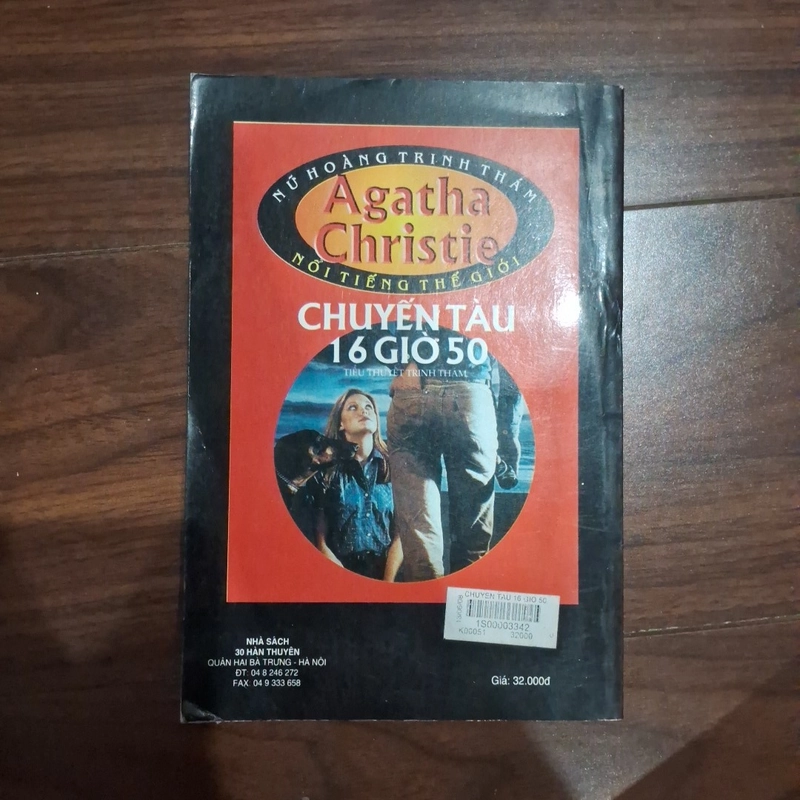 NỮ HOÀNG TRINH THÁM
Agatha
Christie
NỔI TIẾNG THẾ GIỚI
CHUYẾN TÀU
16 GIỜ 50
TIỂU THUYẾT TRINH THÁM
CHUYEN TAU 16 GIO 50
1S00003342
K00051 32000 V
NHÀ SÁCH
30 HÀN THUYÊN
QUẬN HAI BÀ TRƯNG - HÀ NỘI
ĐT: 04 8 246 272
FAX: 04 9 333 658
Giá: 32.000đ